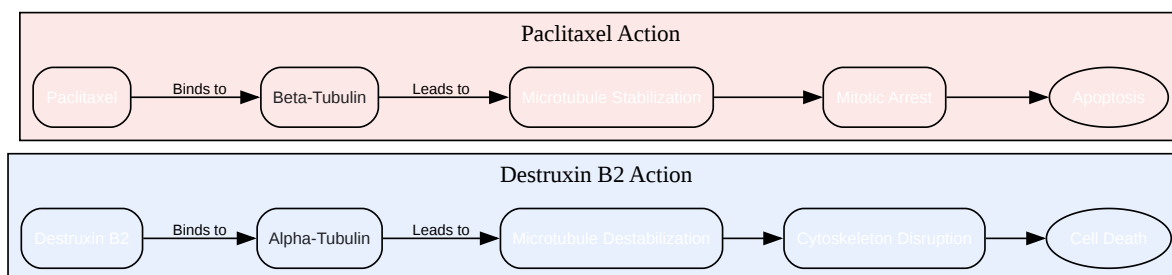 Paclitaxel Action
Paclitaxel
Binds to
Beta-Tubulin
Leads to
Microtubule Stabilization
Mitotic Arrest
Apoptosis
Destruxin B2 Action
Destruxin B2
Binds to
Alpha-Tubulin
Leads to
Microtubule Destabilization
Cytoskeleton Disruption
Cell Death